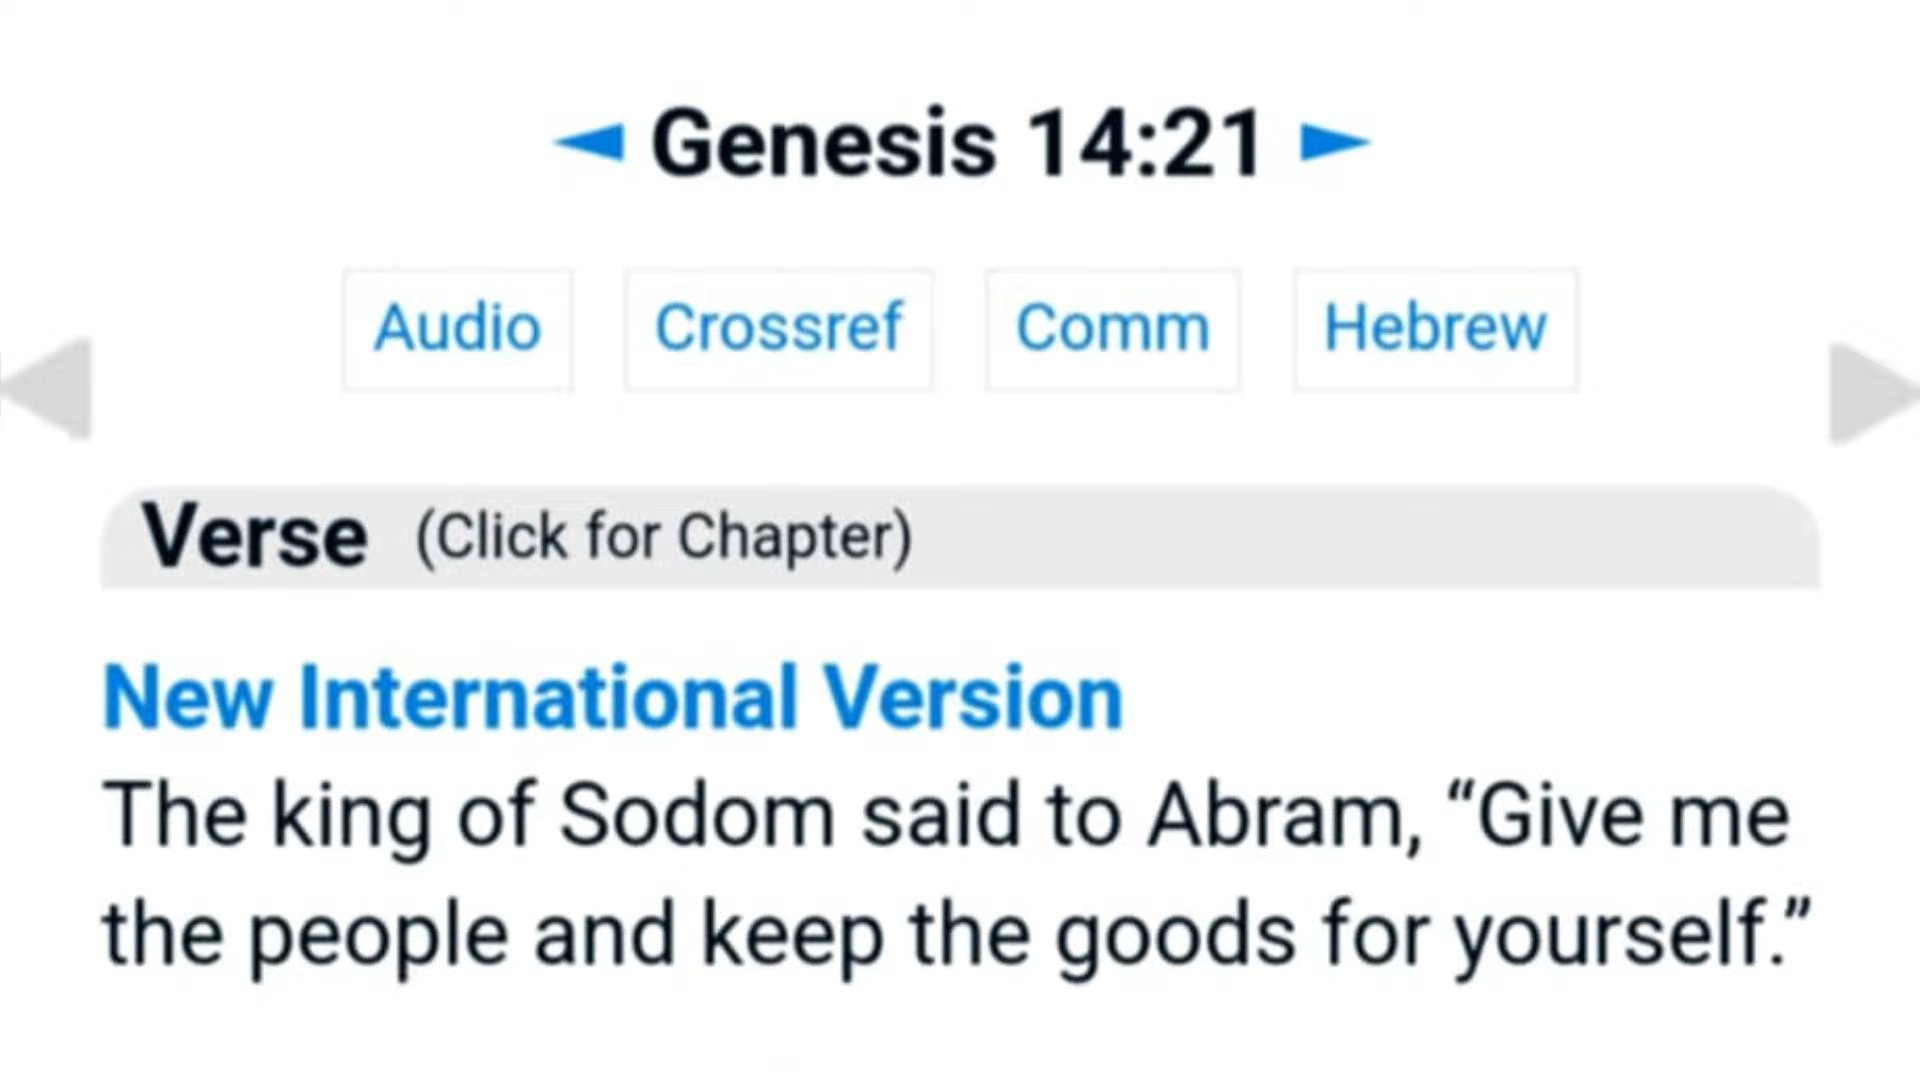 Genesis 14:21
Audio Crossref Comm Hebrew
Verse (Click for Chapter)
New International Version
The king of Sodom said to Abram, “Give me
the people and keep the goods for yourself.”